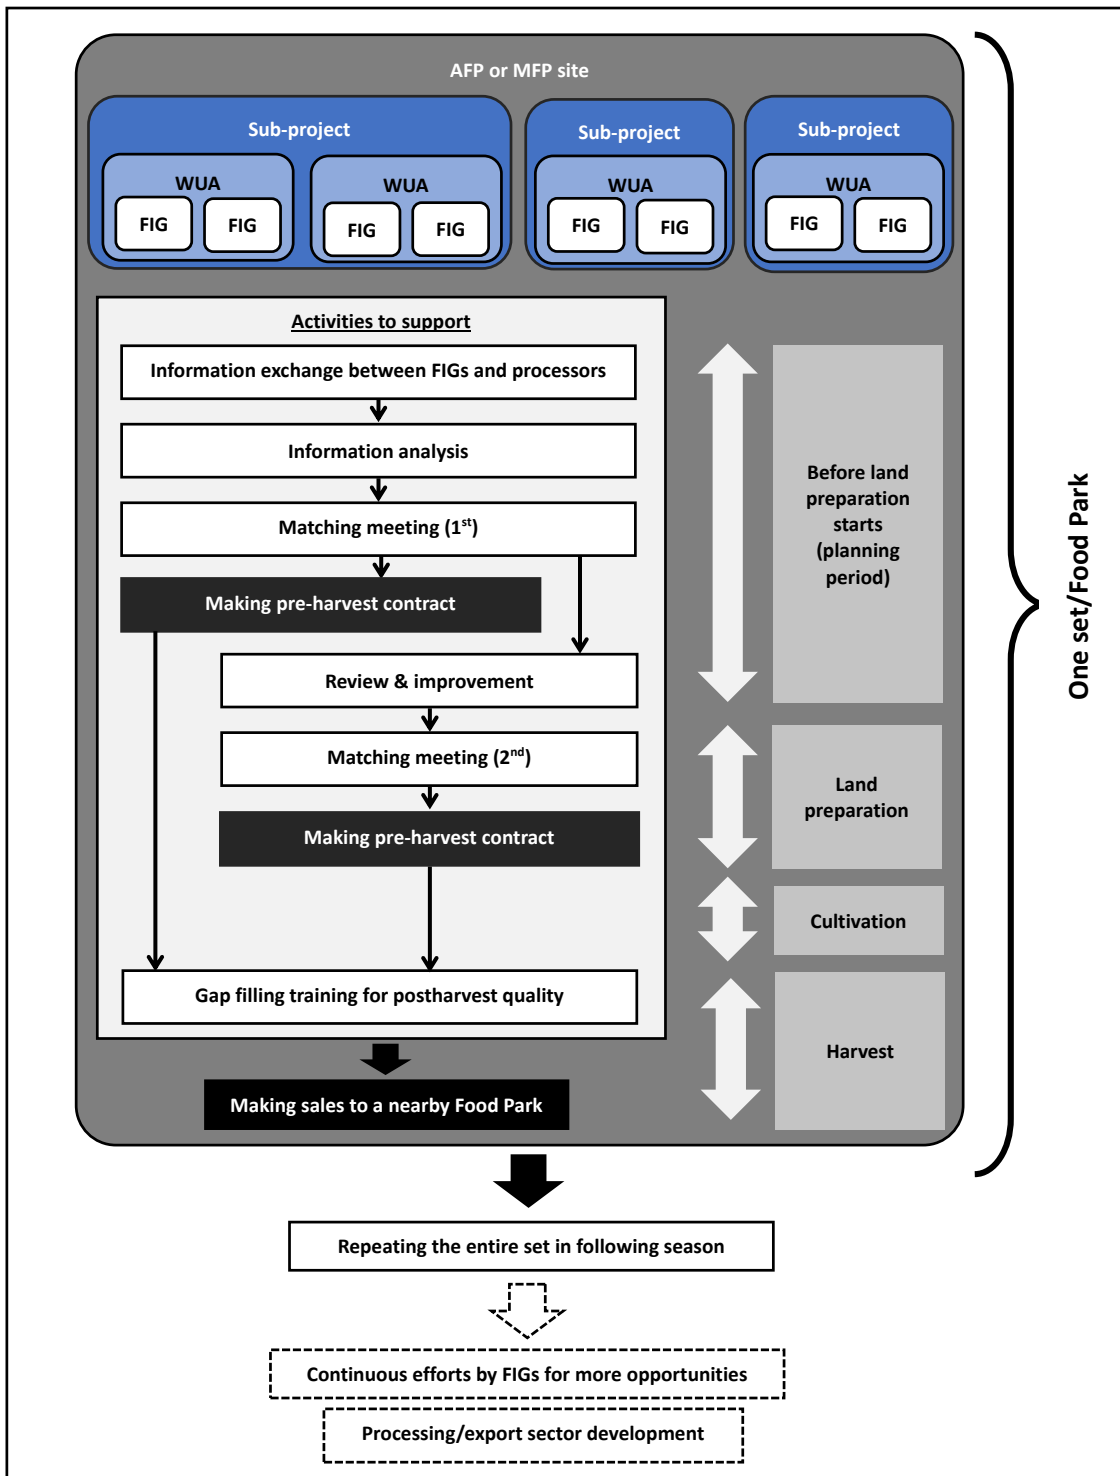 AFP or MFP site
Sub-project
Sub-project
Sub-project
WUA
WUA
WUA
WUA
FIG
FIG
FIG
FIG
FIG
FIG
FIG
FIG
Activities to support
Information exchange between FIGs and processors
Information analysis
Matching meeting (1st)
Making pre-harvest contract
Review & improvement
Matching meeting (2nd)
Making pre-harvest contract
Gap filling training for postharvest quality
Making sales to a nearby Food Park
Before land
preparation
starts
(planning
period)
Land
preparation
Cultivation
Harvest
One set/Food Park
Repeating the entire set in following season
Continuous efforts by FIGs for more opportunities
Processing/export sector development